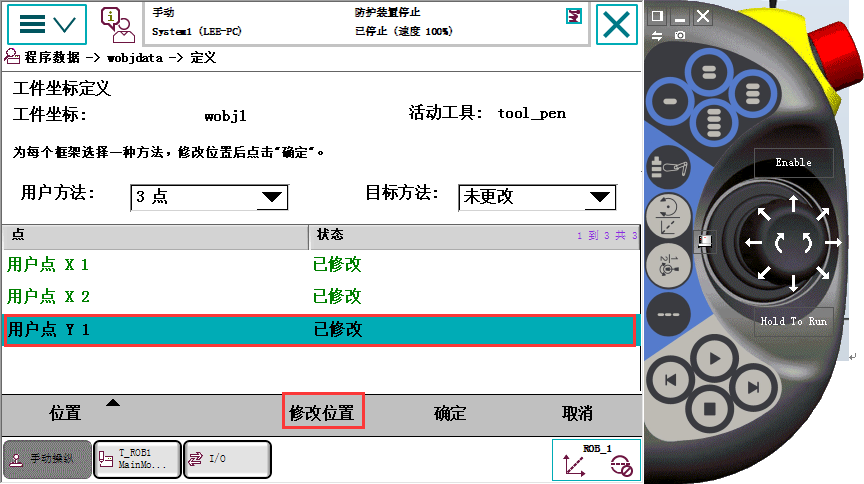 手动
System1 (LEE-PC)
防护装置停止
已停止 (速度 100%)
程序数据 -> wobjdata -> 定义
工件坐标定义
工件坐标: wobj1 活动工具: tool_pen
为每个框架选择一种方法，修改位置后点击“确定”。
用户方法: 3 点 目标方法: 未更改
点 状态 1 到 3 共 3
用户点 X 1 已修改
用户点 X 2 已修改
用户点 Y 1 已修改
位置 修改位置 确定 取消
手动操纵
T_ROB1
MainMo...
I/O
ROB_1
1/2
Enable
Hold To Run